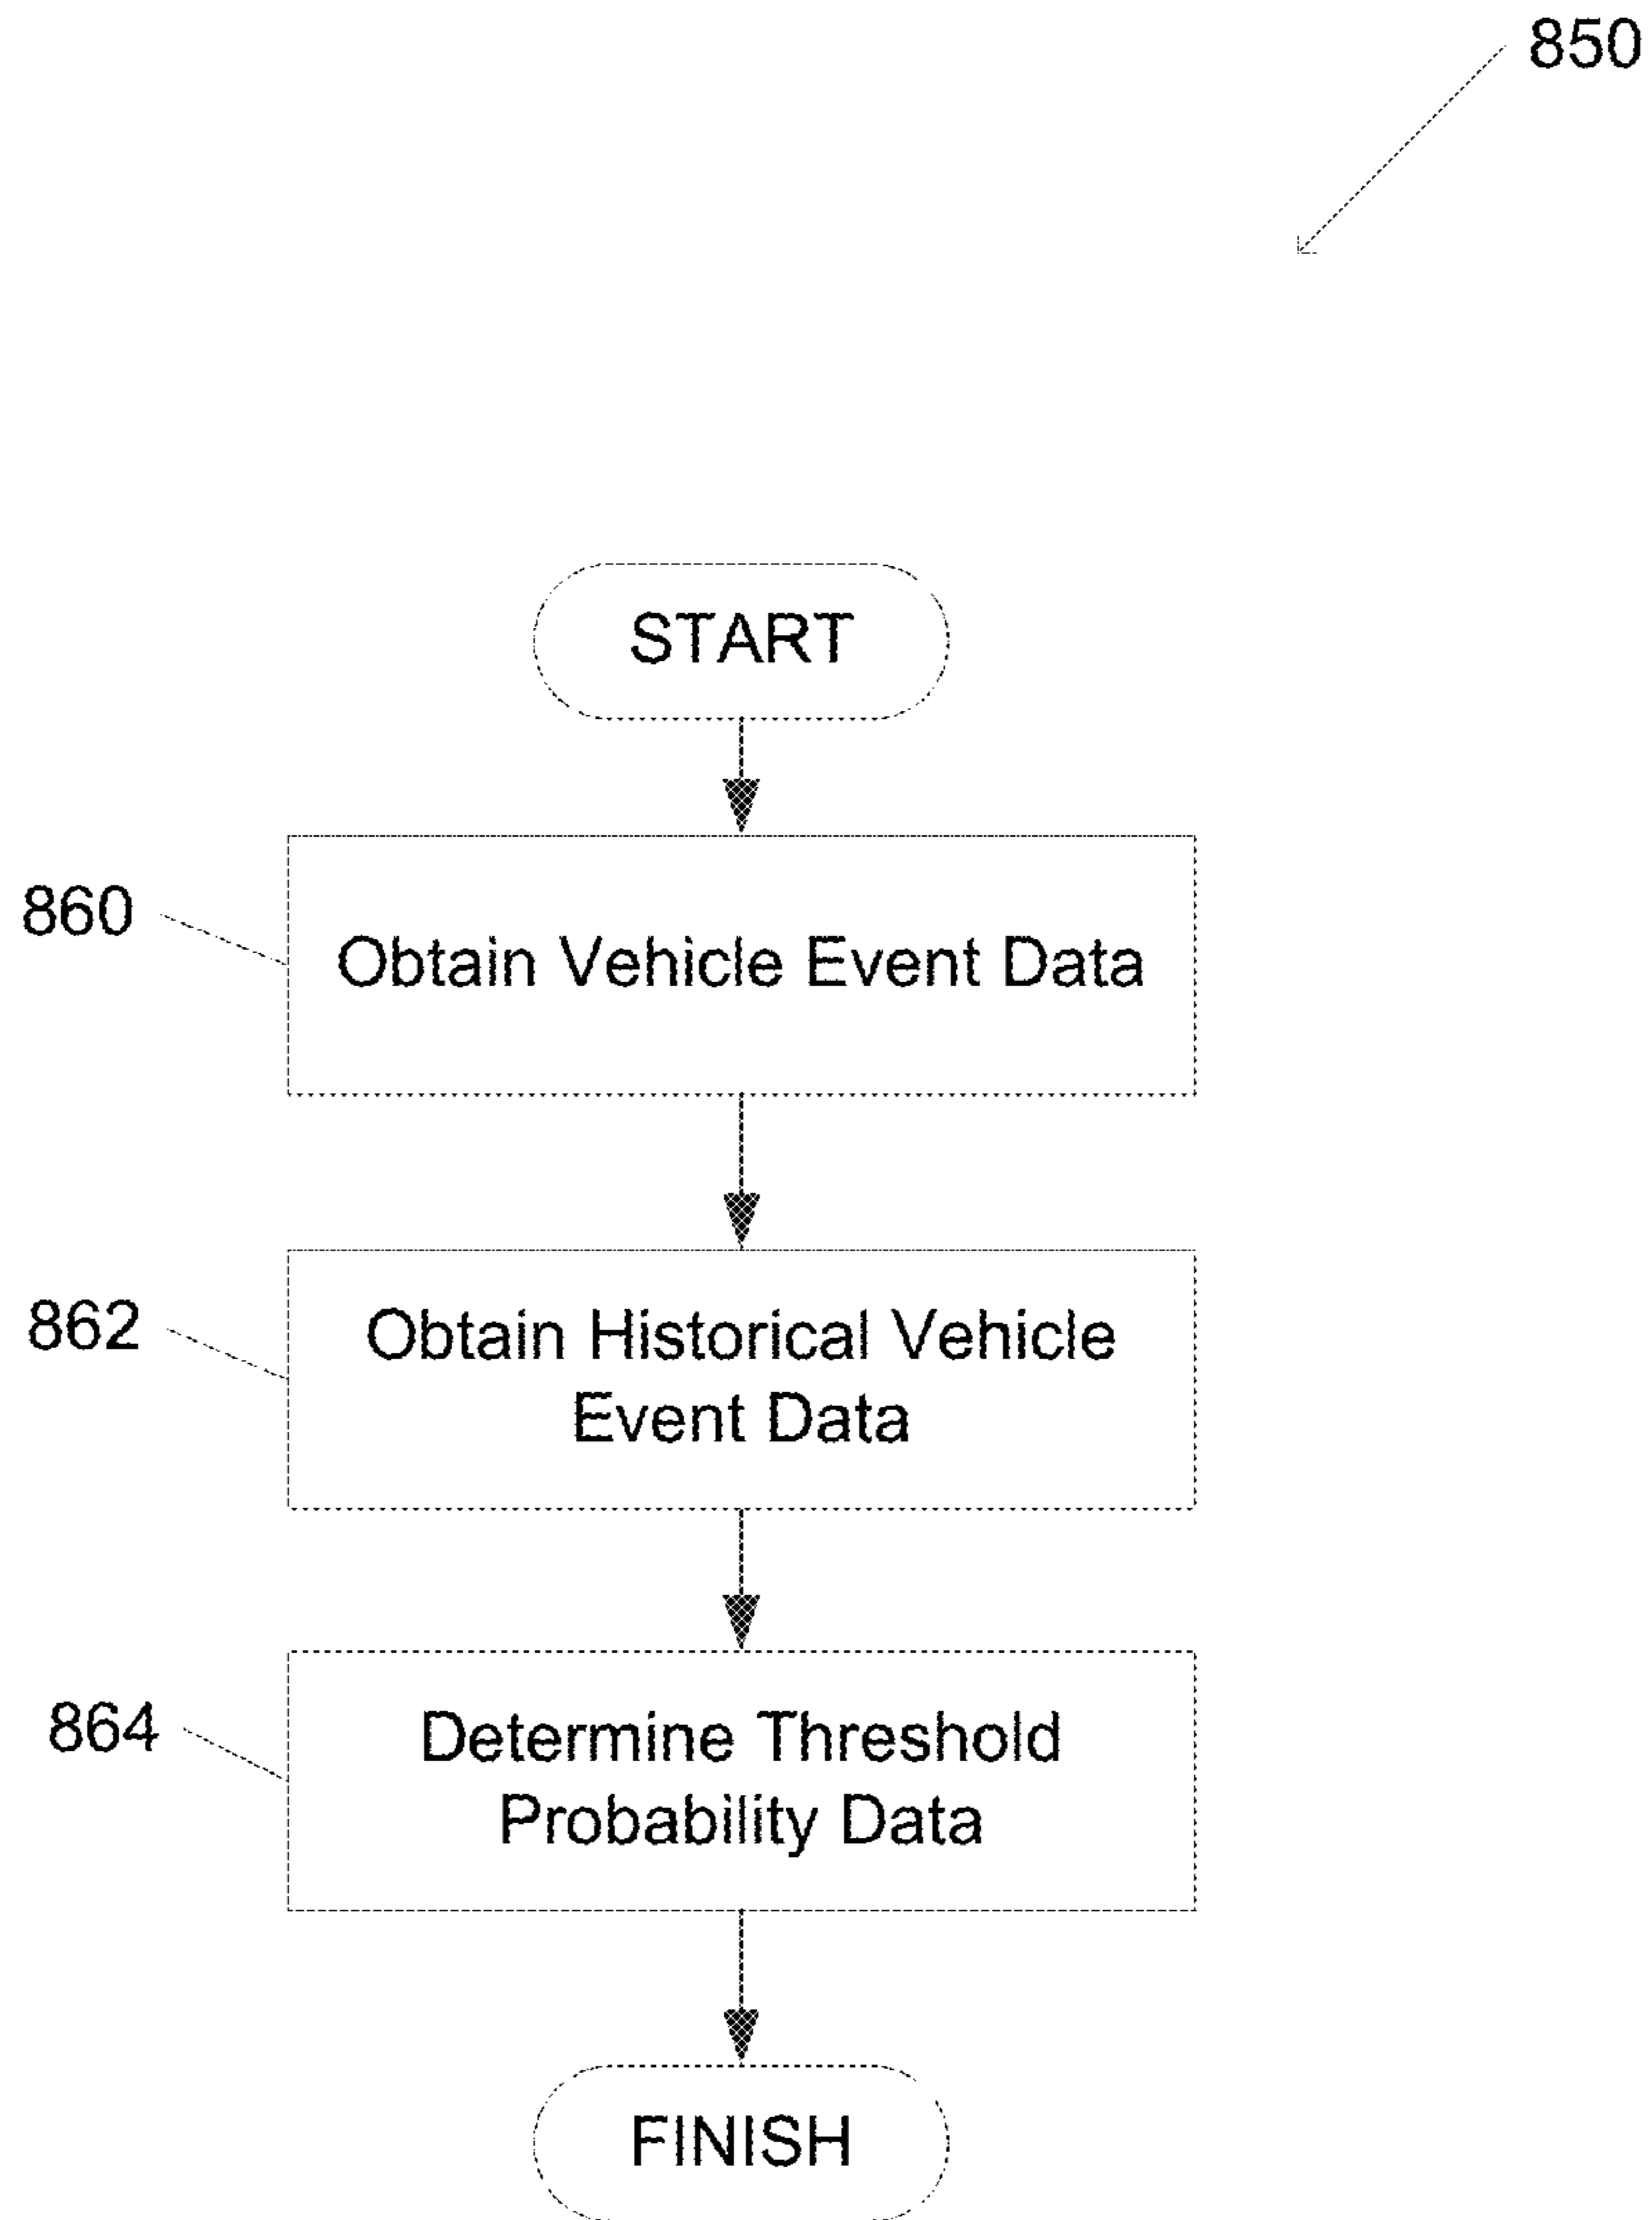 850
START
860
Obtain Vehicle Event Data
862
Obtain Historical Vehicle
Event Data
864
Determine Threshold
Probability Data
FINISH